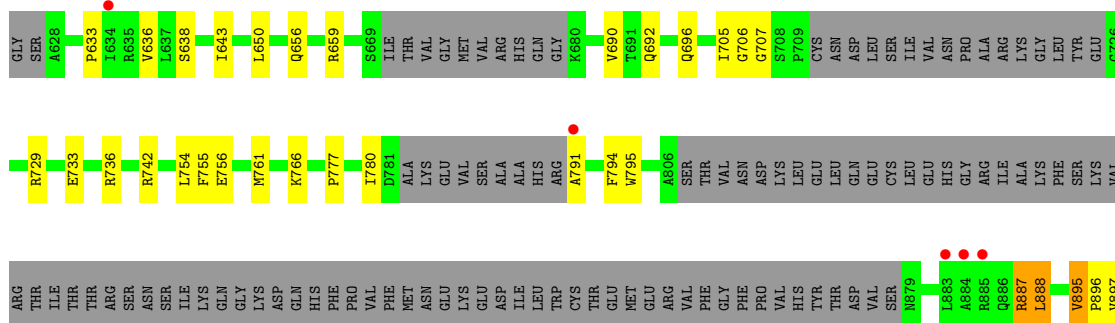 GLY SER A628 P633 I634 R635 V636 L637 S638 I643 L650 Q656 R659 S669 ILE THR VAL GLY MET VAL ARG HIS GLN GLY K680 V690 T691 Q692 Q696 I705 G706 G707 S708 P709 CYS ASN ASP LEU SER ILE VAL ASN PRO ALA ARG LYS GLY LEU TYR GLU G726
R729 E733 R736 R742 L754 F755 E756 M761 K766 P777 I780 D781 ALA LYS GLU VAL SER ALA ALA HIS ARG A791 F794 W795 A806 SER THR VAL ASN ASP LYS LEU GLU LEU GLN GLU CYS LEU GLU HIS GLY ARG ILE ALA LYS PHE SER LYS VAL
ARG THR ILE THR THR ARG SER ASN SER ILE LYS GLN GLY LYS ASP GLN HIS PHE PRO VAL PHE MET ASN GLU LYS GLU ASP ILE LEU TRP CYS THR GLU MET GLU ARG VAL PHE GLY PHE PRO VAL HIS TYR THR ASP VAL SER N879 L883 A884 R885 Q886 R887 L888 V895 P896 V897